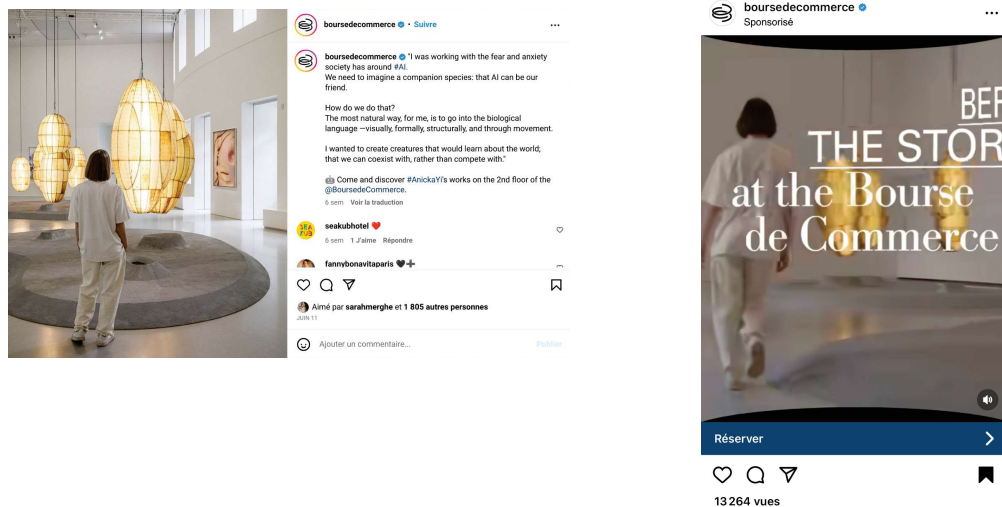 boursedecommerce • Suivre
boursedecommerce "I was working with the fear and anxiety
society has around #AI.
We need to imagine a companion species: that AI can be our
friend.
How do we do that?
The most natural way, for me, is to go into the biological
language —visually, formally, structurally, and through movement.
I wanted to create creatures that would learn about the world;
that we can coexist with, rather than compete with."
🤖 Come and discover #AnickaYi's works on the 2nd floor of the
@BoursedeCommerce.
6 sem Voir la traduction
SEA
KUB
seakubhotel ❤️
6 sem 1 J'aime Répondre
fannybonavitaparis 🖤➕
Aimé par sarahmerghe et 1 805 autres personnes
JUIN 11
Ajouter un commentaire...
Publier
boursedecommerce
Sponsorisé
BEF
THE STOR
at the Bourse
de Commerce
Réserver
13 264 vues